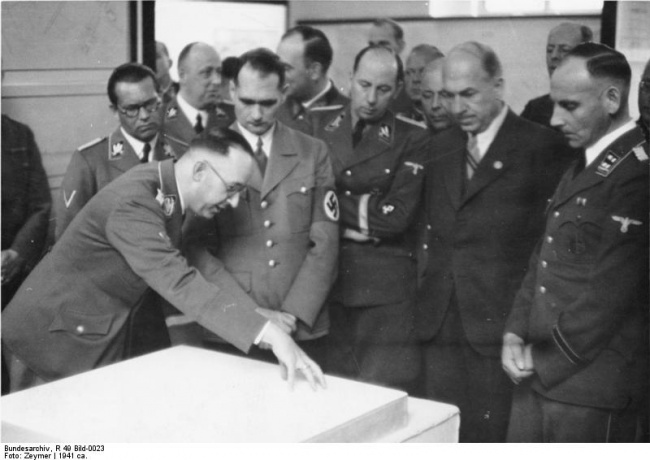 Bundesarchiv, R 49 Bild-0023
Foto: Zeymer | 1941 ca.